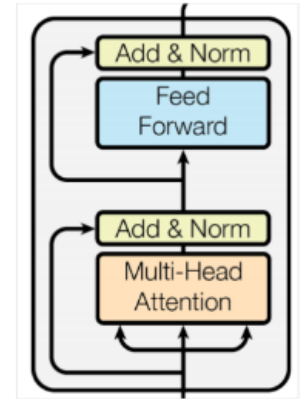 Add & Norm
Feed
Forward
Add & Norm
Multi-Head
Attention